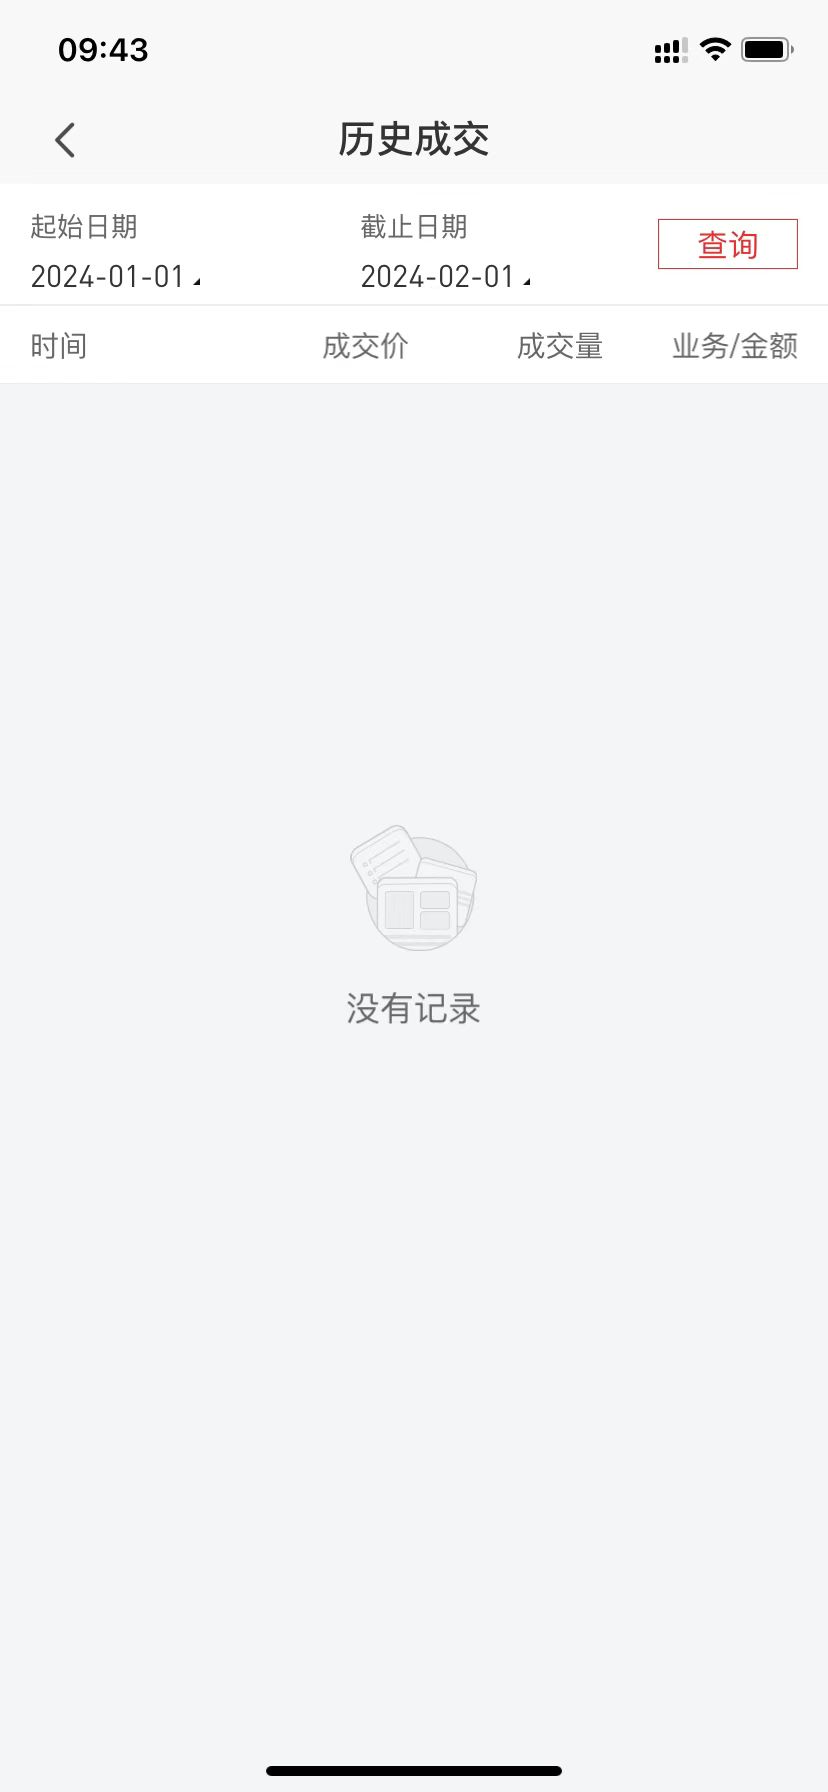 09:43
历史成交
起始日期 截止日期
查询
2024-01-01 2024-02-01
时间 成交价 成交量 业务/金额
没有记录